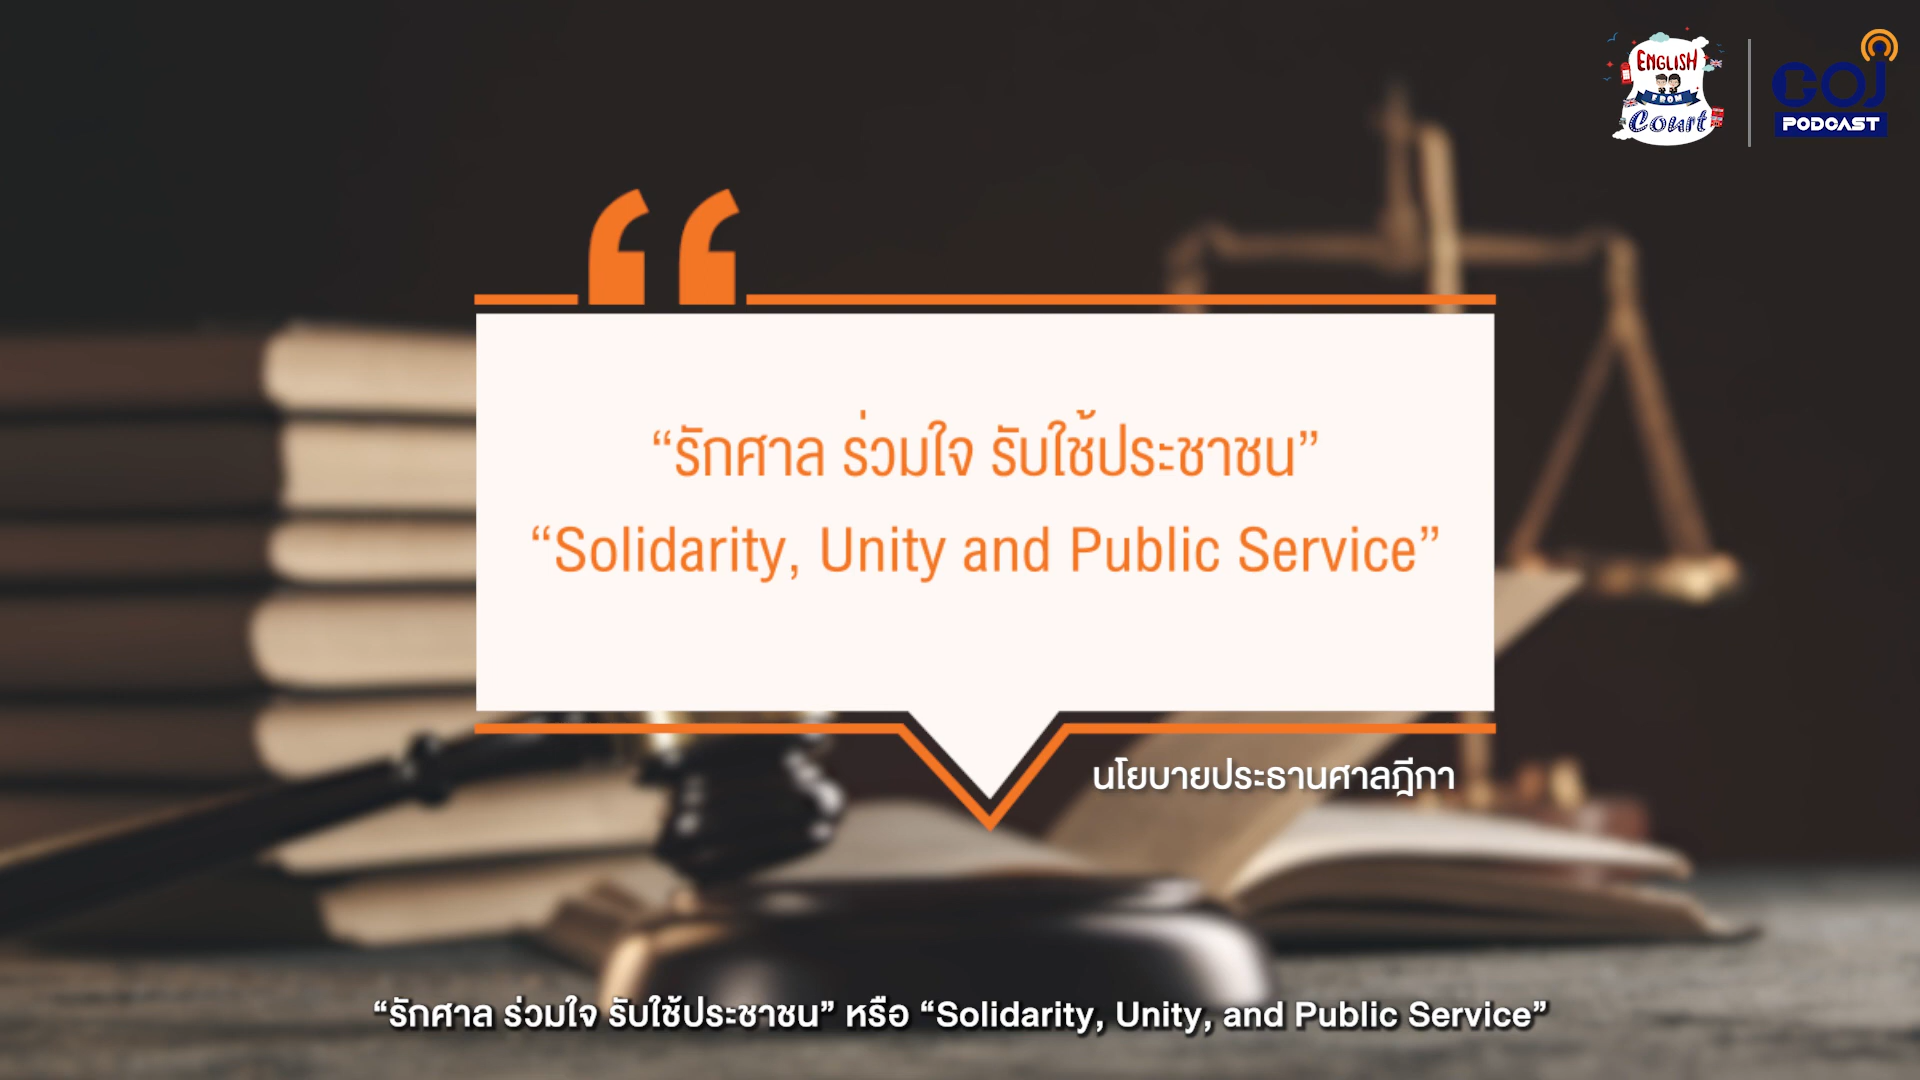 ENGLISH
FROM
Court
COJ
PODCAST
“รักศาล ร่วมใจ รับใช้ประชาชน”
“Solidarity, Unity and Public Service”
นโยบายประธานศาลฎีกา
“รักศาล ร่วมใจ รับใช้ประชาชน” หรือ “Solidarity, Unity, and Public Service”